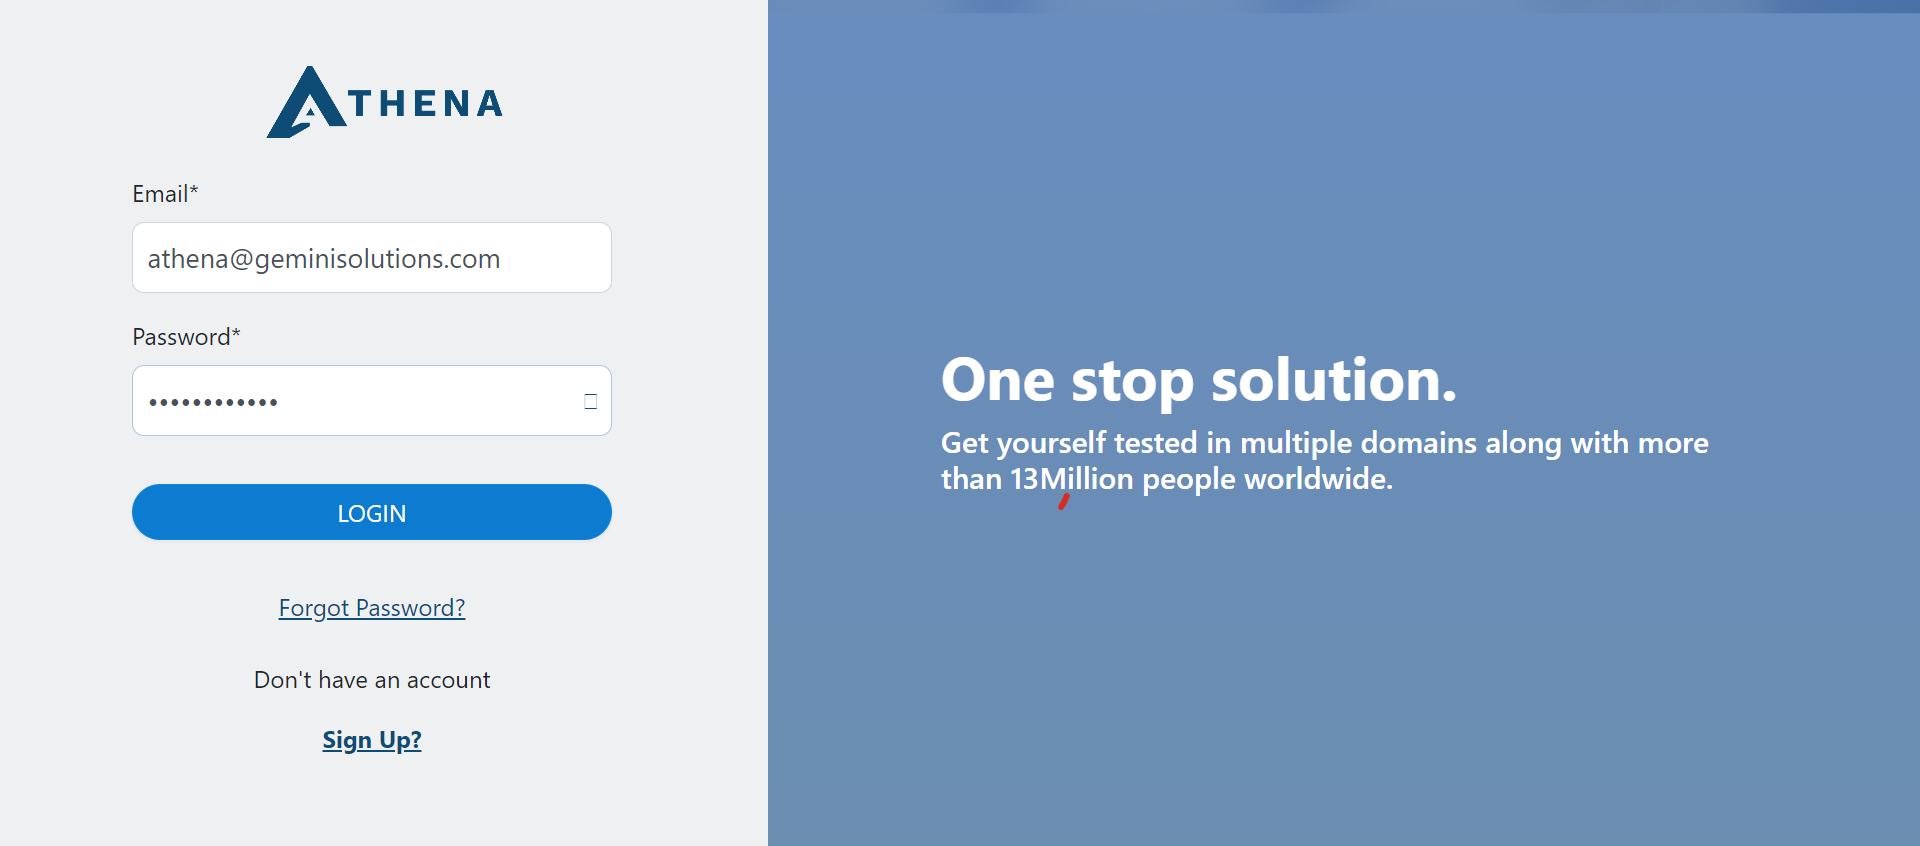 ATHENA
Email*
athena@geminisolutions.com
Password*
••••••••••••
LOGIN
Forgot Password?
Don't have an account
Sign Up?
One stop solution.
Get yourself tested in multiple domains along with more
than 13Million people worldwide.